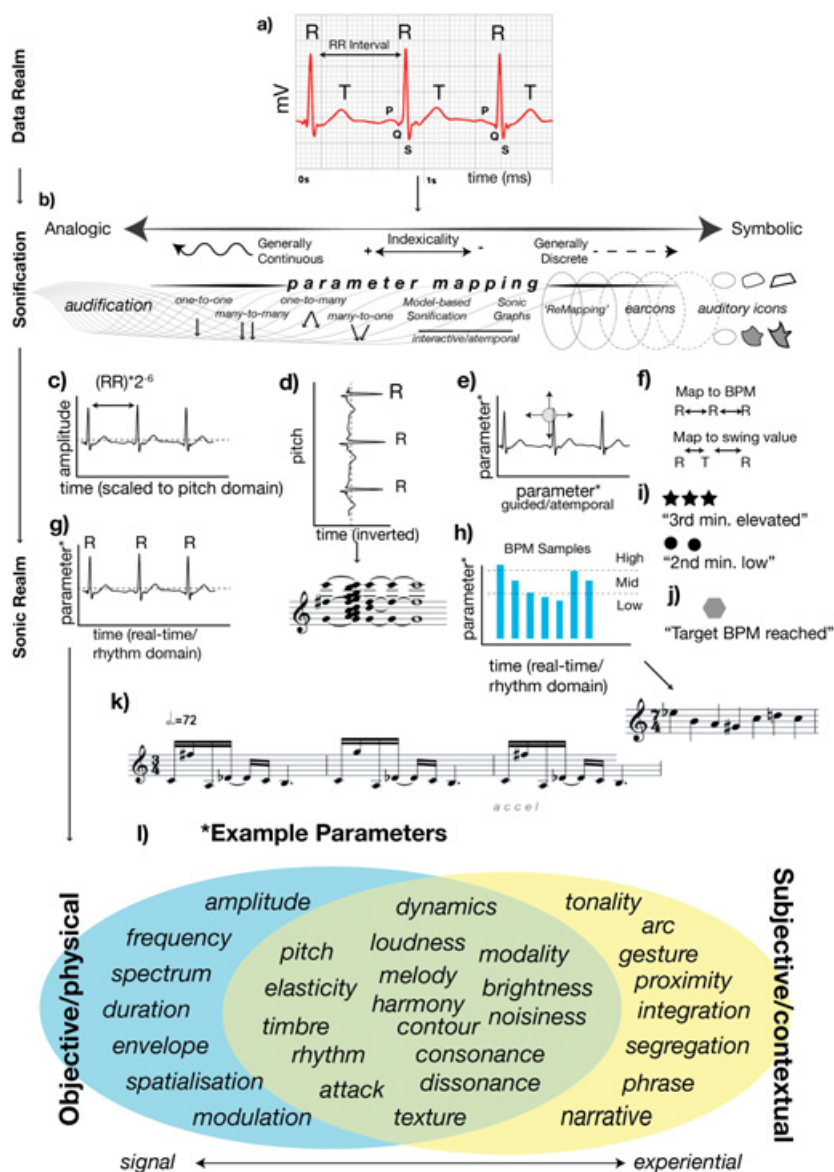 a)
R
R
R
RR Interval
T
T
T
mV
P
P
Q
Q
S
S
0s
1s
time (ms)
Data Realm
b)
Analogic
Symbolic
Generally
Continuous
+
Indexicality
-
Generally
Discrete
Sonification
parameter mapping
audification
one-to-one
many-to-many
one-to-many
many-to-one
Model-based
Sonification
Sonic
Graphs
interactive/atemporal
'ReMapping'
earcons
auditory icons
c)
(RR)*2⁻⁶
amplitude
time (scaled to pitch domain)
d)
R
R
R
pitch
time (inverted)
e)
parameter*
parameter*
guided/atemporal
f)
Map to BPM
R R R
Map to swing value
R T R
Sonic Realm
g)
R R R
parameter*
time (real-time/
rhythm domain)
h)
BPM Samples
High
Mid
Low
parameter*
time (real-time/
rhythm domain)
i)
"3rd min. elevated"
"2nd min. low"
j)
"Target BPM reached"
7
4
k)
=72
3
4
accel
l)
*Example Parameters
Objective/physical
Subjective/contextual
amplitude
frequency
spectrum
duration
envelope
spatialisation
modulation
dynamics
pitch
loudness
modality
elasticity
melody
brightness
harmony
noisiness
timbre
contour
rhythm
consonance
attack
dissonance
texture
tonality
arc
gesture
proximity
integration
segregation
phrase
narrative
signal
experiential